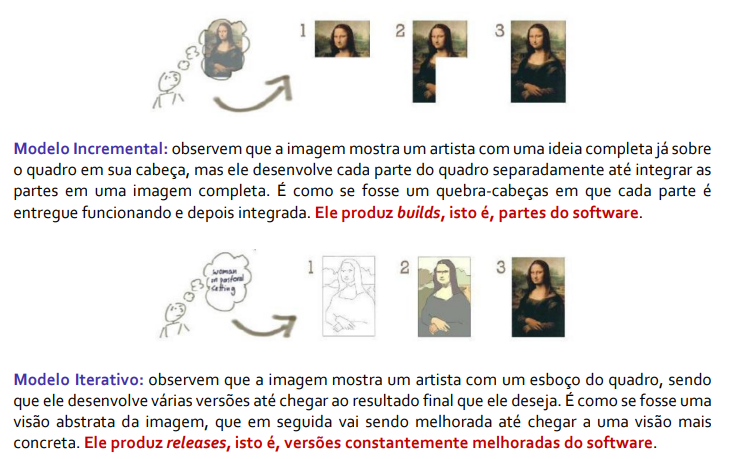 1 2 3
Modelo Incremental: observem que a imagem mostra um artista com uma ideia completa já sobre
o quadro em sua cabeça, mas ele desenvolve cada parte do quadro separadamente até integrar as
partes em uma imagem completa. É como se fosse um quebra-cabeças em que cada parte é
entregue funcionando e depois integrada. Ele produz builds, isto é, partes do software.
woman
in pastoral
setting
1 2 3
Modelo Iterativo: observem que a imagem mostra um artista com um esboço do quadro, sendo
que ele desenvolve várias versões até chegar ao resultado final que ele deseja. É como se fosse uma
visão abstrata da imagem, que em seguida vai sendo melhorada até chegar a uma visão mais
concreta. Ele produz releases, isto é, versões constantemente melhoradas do software.